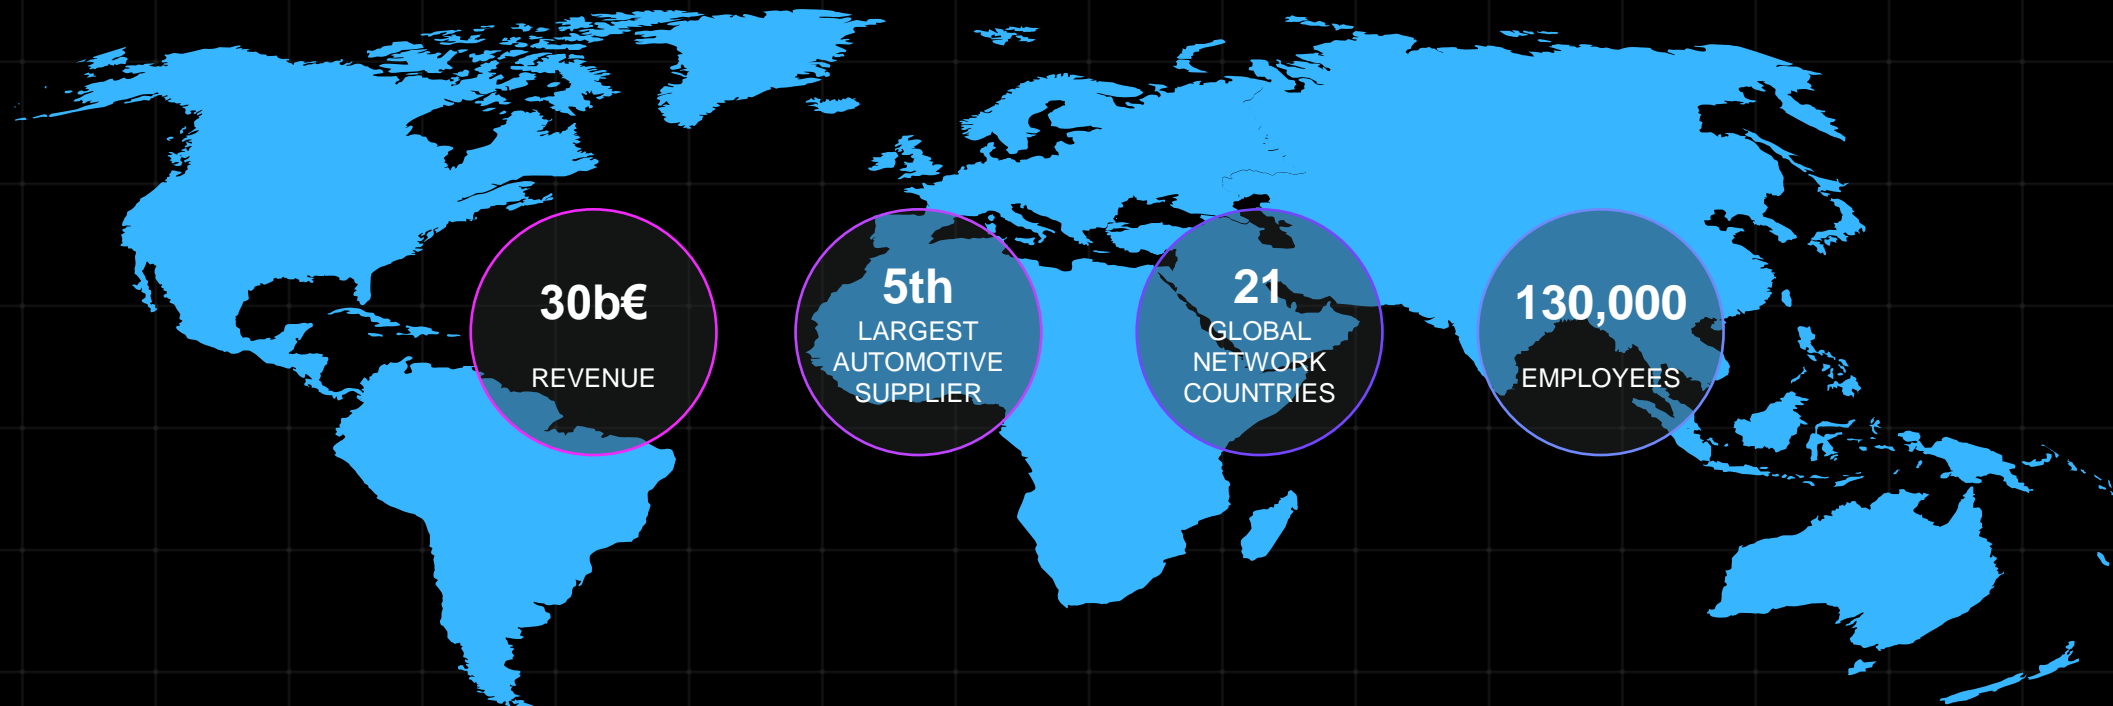 30b€
REVENUE
5th
LARGEST
AUTOMOTIVE
SUPPLIER
21
GLOBAL
NETWORK
COUNTRIES
130,000
EMPLOYEES